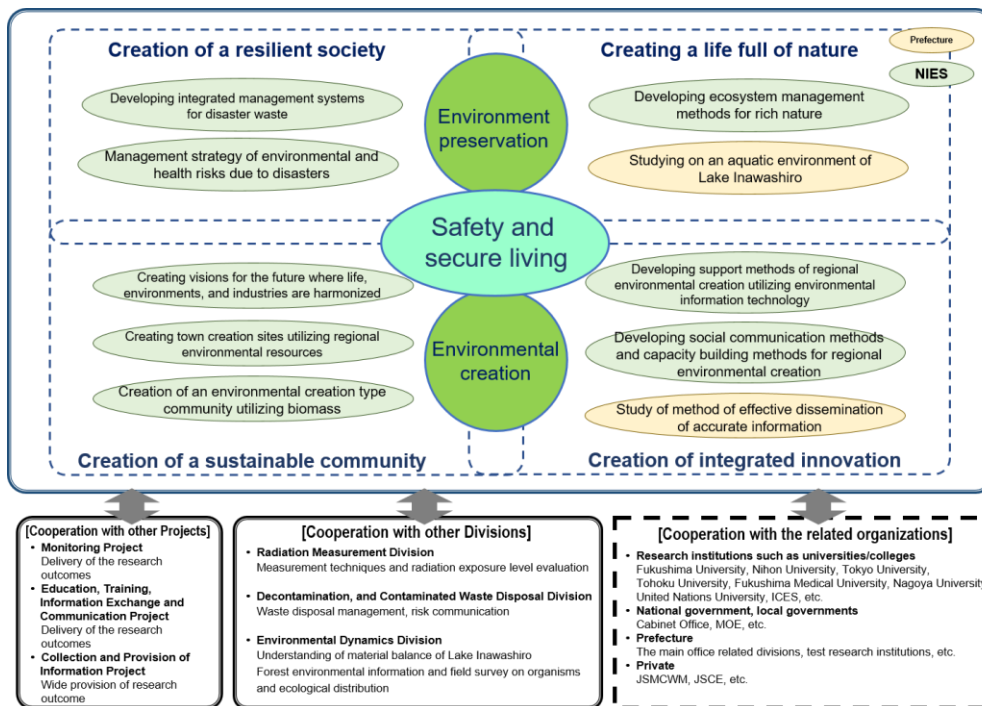 Creation of a resilient society
Creating a life full of nature
Prefecture
NIES
Developing integrated management systems
for disaster waste
Management strategy of environmental and
health risks due to disasters
Environment
preservation
Developing ecosystem management
methods for rich nature
Studying on an aquatic environment of
Lake Inawashiro
Safety and
secure living
Creating visions for the future where life,
environments, and industries are harmonized
Creating town creation sites utilizing regional
environmental resources
Creation of an environmental creation type
community utilizing biomass
Environmental
creation
Developing support methods of regional
environmental creation utilizing environmental
information technology
Developing social communication methods
and capacity building methods for regional
environmental creation
Study of method of effective dissemination
of accurate information
Creation of a sustainable community
Creation of integrated innovation
[Cooperation with other Projects]
• Monitoring Project
Delivery of the research
outcomes
• Education, Training,
Information Exchange and
Communication Project
Delivery of the research
outcomes
• Collection and Provision of
Information Project
Wide provision of research
outcome
[Cooperation with other Divisions]
• Radiation Measurement Division
Measurement techniques and radiation exposure level evaluation
• Decontamination, and Contaminated Waste Disposal Division
Waste disposal management, risk communication
• Environmental Dynamics Division
Understanding of material balance of Lake Inawashiro
Forest environmental information and field survey on organisms
and ecological distribution
[Cooperation with the related organizations]
• Research institutions such as universities/colleges
Fukushima University, Nihon University, Tokyo University,
Tohoku University, Fukushima Medical University, Nagoya University
United Nations University, ICES, etc.
• National government, local governments
Cabinet Office, MOE, etc.
• Prefecture
The main office related divisions, test research institutions, etc.
• Private
JSMCWM, JSCE, etc.